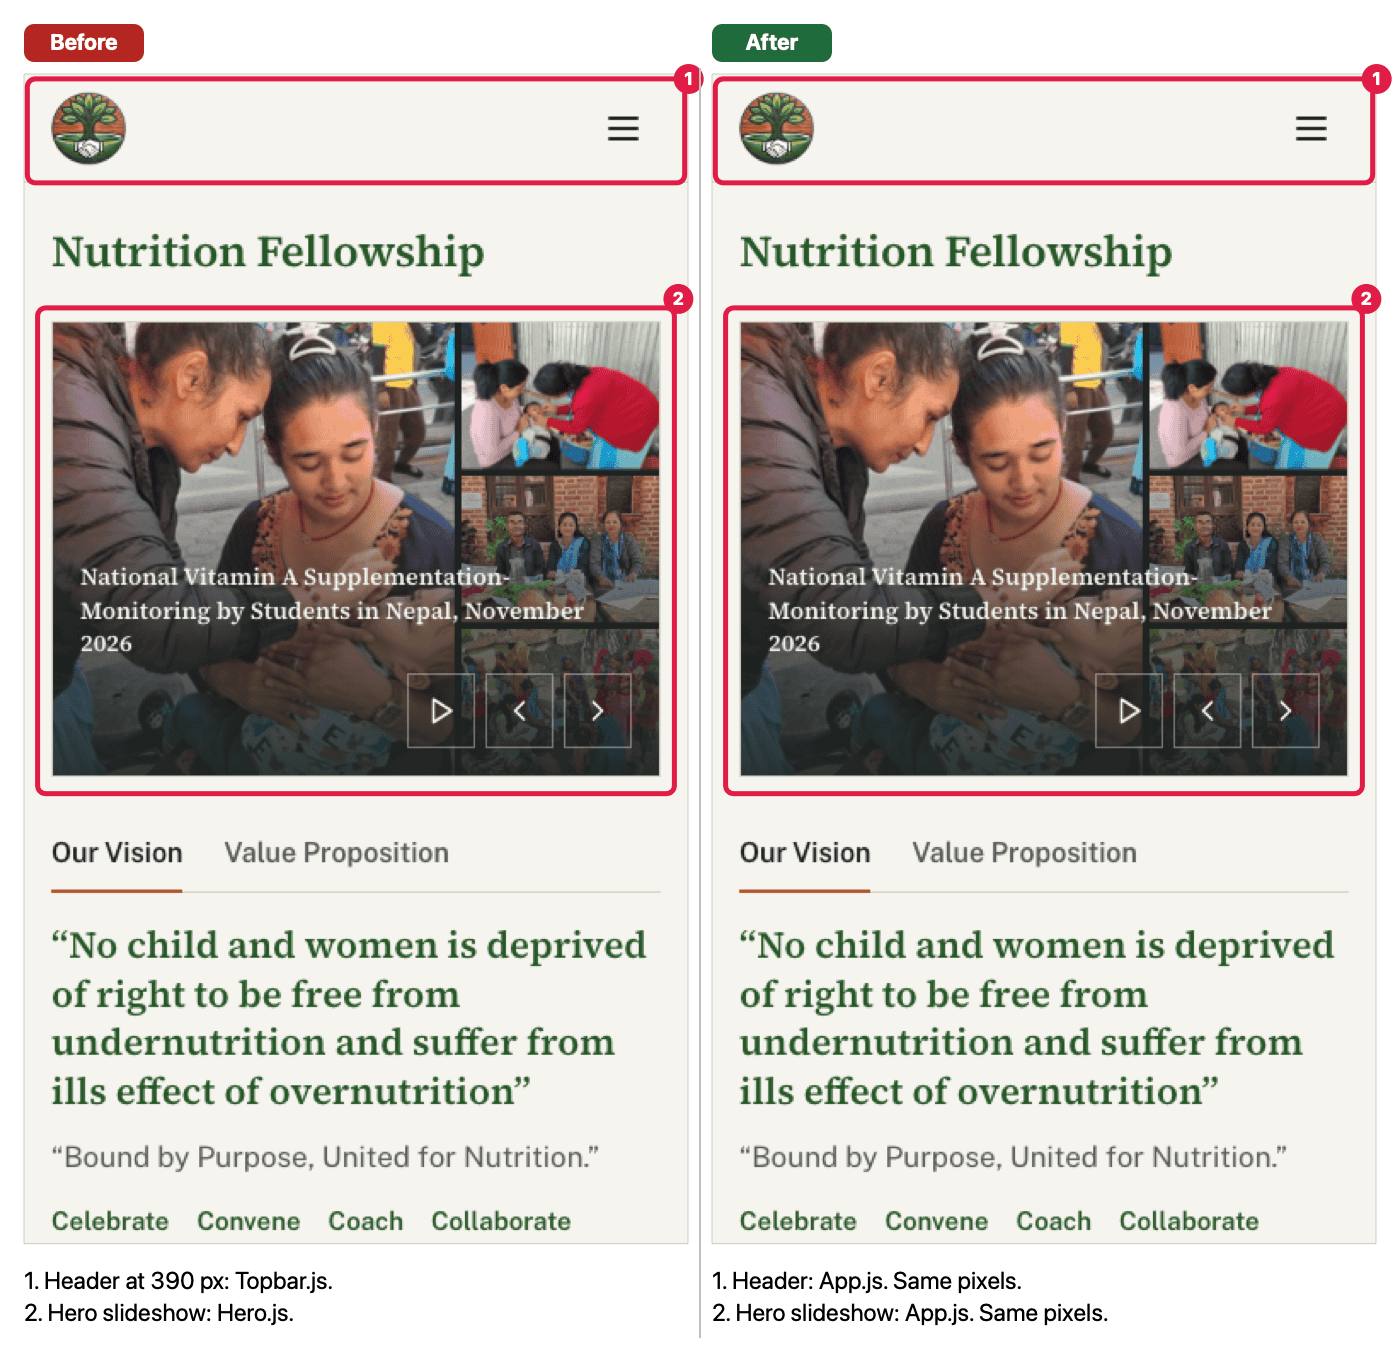 Before
1
Nutrition Fellowship
2
National Vitamin A Supplementation-
Monitoring by Students in Nepal, November
2026
Our Vision
Value Proposition
“No child and women is deprived
of right to be free from
undernutrition and suffer from
ills effect of overnutrition”
“Bound by Purpose, United for Nutrition.”
Celebrate Convene Coach Collaborate
1. Header at 390 px: Topbar.js.
2. Hero slideshow: Hero.js.
After
1
Nutrition Fellowship
2
National Vitamin A Supplementation-
Monitoring by Students in Nepal, November
2026
Our Vision
Value Proposition
“No child and women is deprived
of right to be free from
undernutrition and suffer from
ills effect of overnutrition”
“Bound by Purpose, United for Nutrition.”
Celebrate Convene Coach Collaborate
1. Header: App.js. Same pixels.
2. Hero slideshow: App.js. Same pixels.